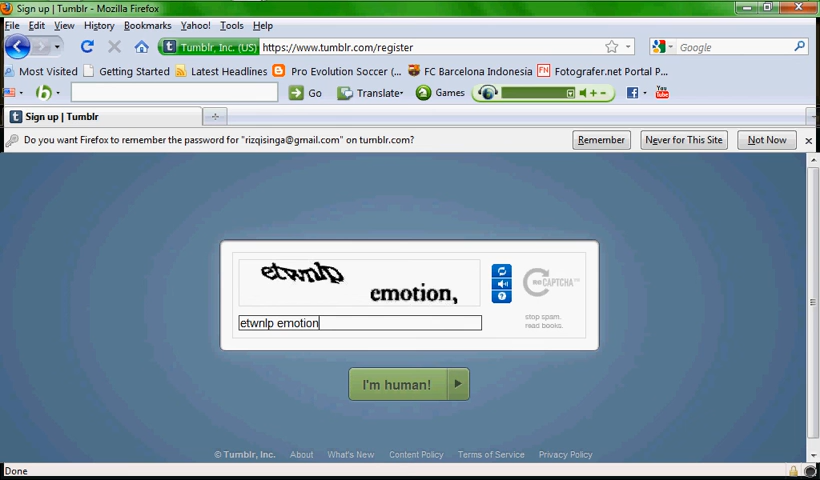 Sign up | Tumblr - Mozilla Firefox
File Edit View History Bookmarks Yahoo! Tools Help
Tumblr, Inc. (US) https://www.tumblr.com/register Google
Most Visited Getting Started Latest Headlines Pro Evolution Soccer (... FC Barcelona Indonesia FN Fotografer.net Portal P...
Go Translate Games You Tube
Sign up | Tumblr
Do you want Firefox to remember the password for "rizqisinga@gmail.com" on tumblr.com? Remember Never for This Site Not Now
etwnlp
emotion,
reCAPTCHA
etwnlp emotion
stop spam.
read books.
I'm human!
© Tumblr, Inc. About What's New Content Policy Terms of Service Privacy Policy
Done